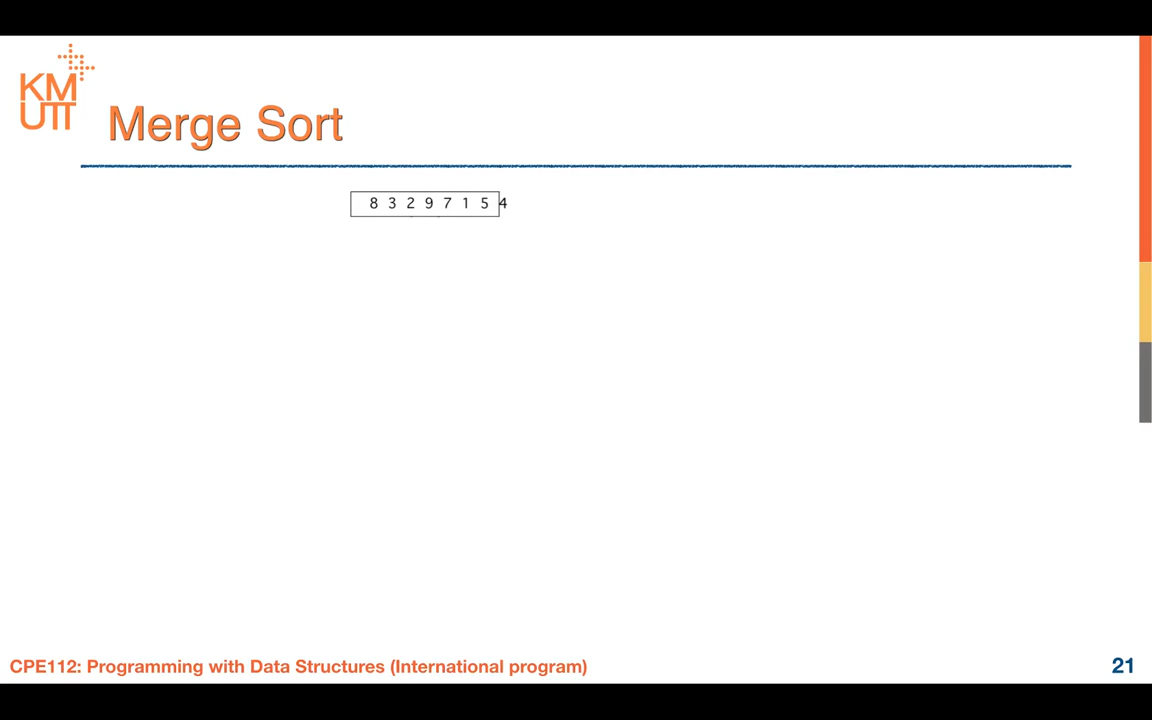 KM
UTT
Merge Sort
8 3 2 9 7 1 5 4
CPE112: Programming with Data Structures (International program)
21